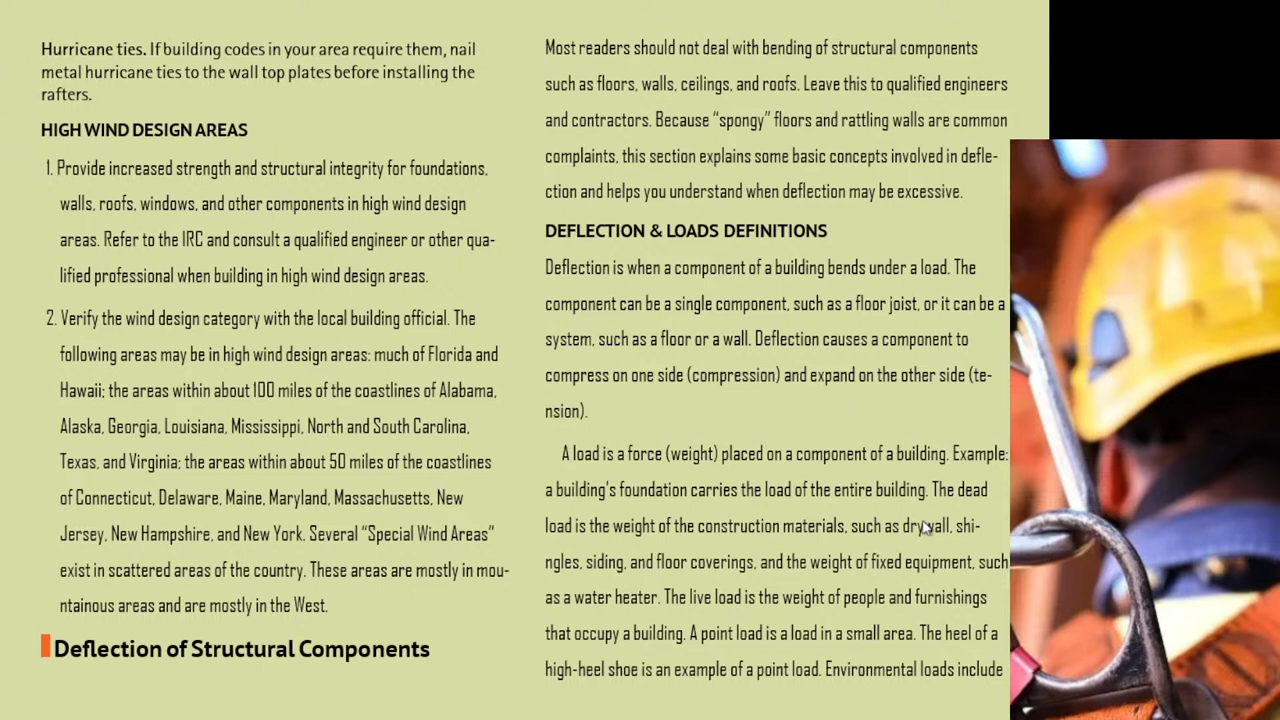 Hurricane ties. If building codes in your area require them, nail
metal hurricane ties to the wall top plates before installing the
rafters.
HIGH WIND DESIGN AREAS
1. Provide increased strength and structural integrity for foundations,
walls, roofs, windows, and other components in high wind design
areas. Refer to the IRC and consult a qualified engineer or other qua-
lified professional when building in high wind design areas.
2. Verify the wind design category with the local building official. The
following areas may be in high wind design areas: much of Florida and
Hawaii; the areas within about 100 miles of the coastlines of Alabama,
Alaska, Georgia, Louisiana, Mississippi, North and South Carolina,
Texas, and Virginia; the areas within about 50 miles of the coastlines
of Connecticut, Delaware, Maine, Maryland, Massachusetts, New
Jersey, New Hampshire, and New York. Several “Special Wind Areas”
exist in scattered areas of the country. These areas are mostly in mou-
ntainous areas and are mostly in the West.
Deflection of Structural Components
Most readers should not deal with bending of structural components
such as floors, walls, ceilings, and roofs. Leave this to qualified engineers
and contractors. Because “spongy” floors and rattling walls are common
complaints, this section explains some basic concepts involved in defle-
ction and helps you understand when deflection may be excessive.
DEFLECTION & LOADS DEFINITIONS
Deflection is when a component of a building bends under a load. The
component can be a single component, such as a floor joist, or it can be a
system, such as a floor or a wall. Deflection causes a component to
compress on one side (compression) and expand on the other side (te-
nsion).
A load is a force (weight) placed on a component of a building. Example:
a building’s foundation carries the load of the entire building. The dead
load is the weight of the construction materials, such as drywall, shi-
ngles, siding, and floor coverings, and the weight of fixed equipment, such
as a water heater. The live load is the weight of people and furnishings
that occupy a building. A point load is a load in a small area. The heel of a
high-heel shoe is an example of a point load. Environmental loads include